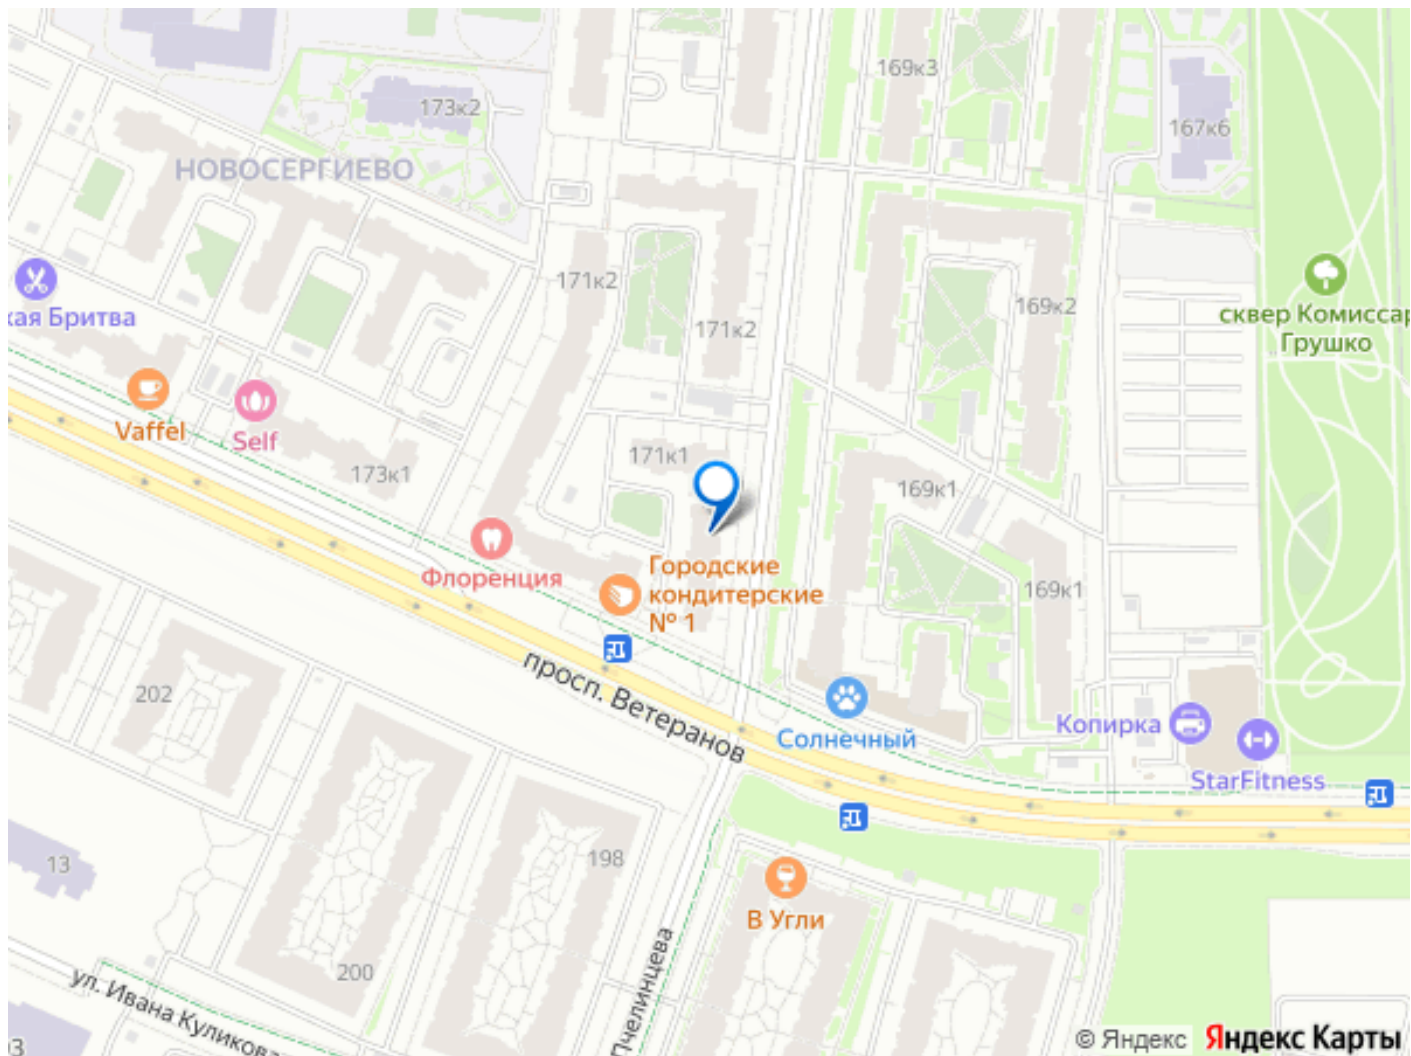 169к3
173к2
167к6
НОВОСЕРГИЕВО
171к2
169к2
171к2
кая Бритва
сквер Комиссар
Грушко
Vaffel
Self
173к1
171к1
169к1
Флоренция
Городские
кондитерские
№ 1
169к1
просп. Ветеранов
202
Солнечный
Копирка
StarFitness
13
198
В Угли
200
Пчелинцева
ул. Ивана Куликова
3
© Яндекс
Яндекс Карты